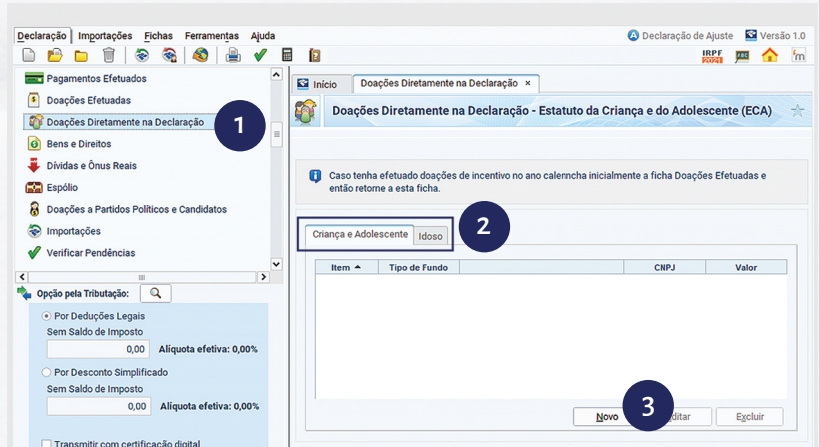 Declaração Importações Fichas Ferramentas Ajuda
Declaração de Ajuste Versão 1.0
IRPF
2021
Pagamentos Efetuados
Doações Efetuadas
Doações Diretamente na Declaração
1
Bens e Direitos
Dívidas e Ônus Reais
Espólio
Doações a Partidos Políticos e Candidatos
Importações
Verificar Pendências
Opção pela Tributação:
Por Deduções Legais
Sem Saldo de Imposto
0,00 Alíquota efetiva: 0,00%
Por Desconto Simplificado
Sem Saldo de Imposto
0,00 Alíquota efetiva: 0,00%
Transmitir com certificação digital
Início Doações Diretamente na Declaração ×
Doações Diretamente na Declaração - Estatuto da Criança e do Adolescente (ECA)
Caso tenha efetuado doações de incentivo no ano calerncha inicialmente a ficha Doações Efetuadas e
então retorne a esta ficha.
2
Criança e Adolescente Idoso
Item Tipo de Fundo CNPJ Valor
3
Novo ditar Excluir